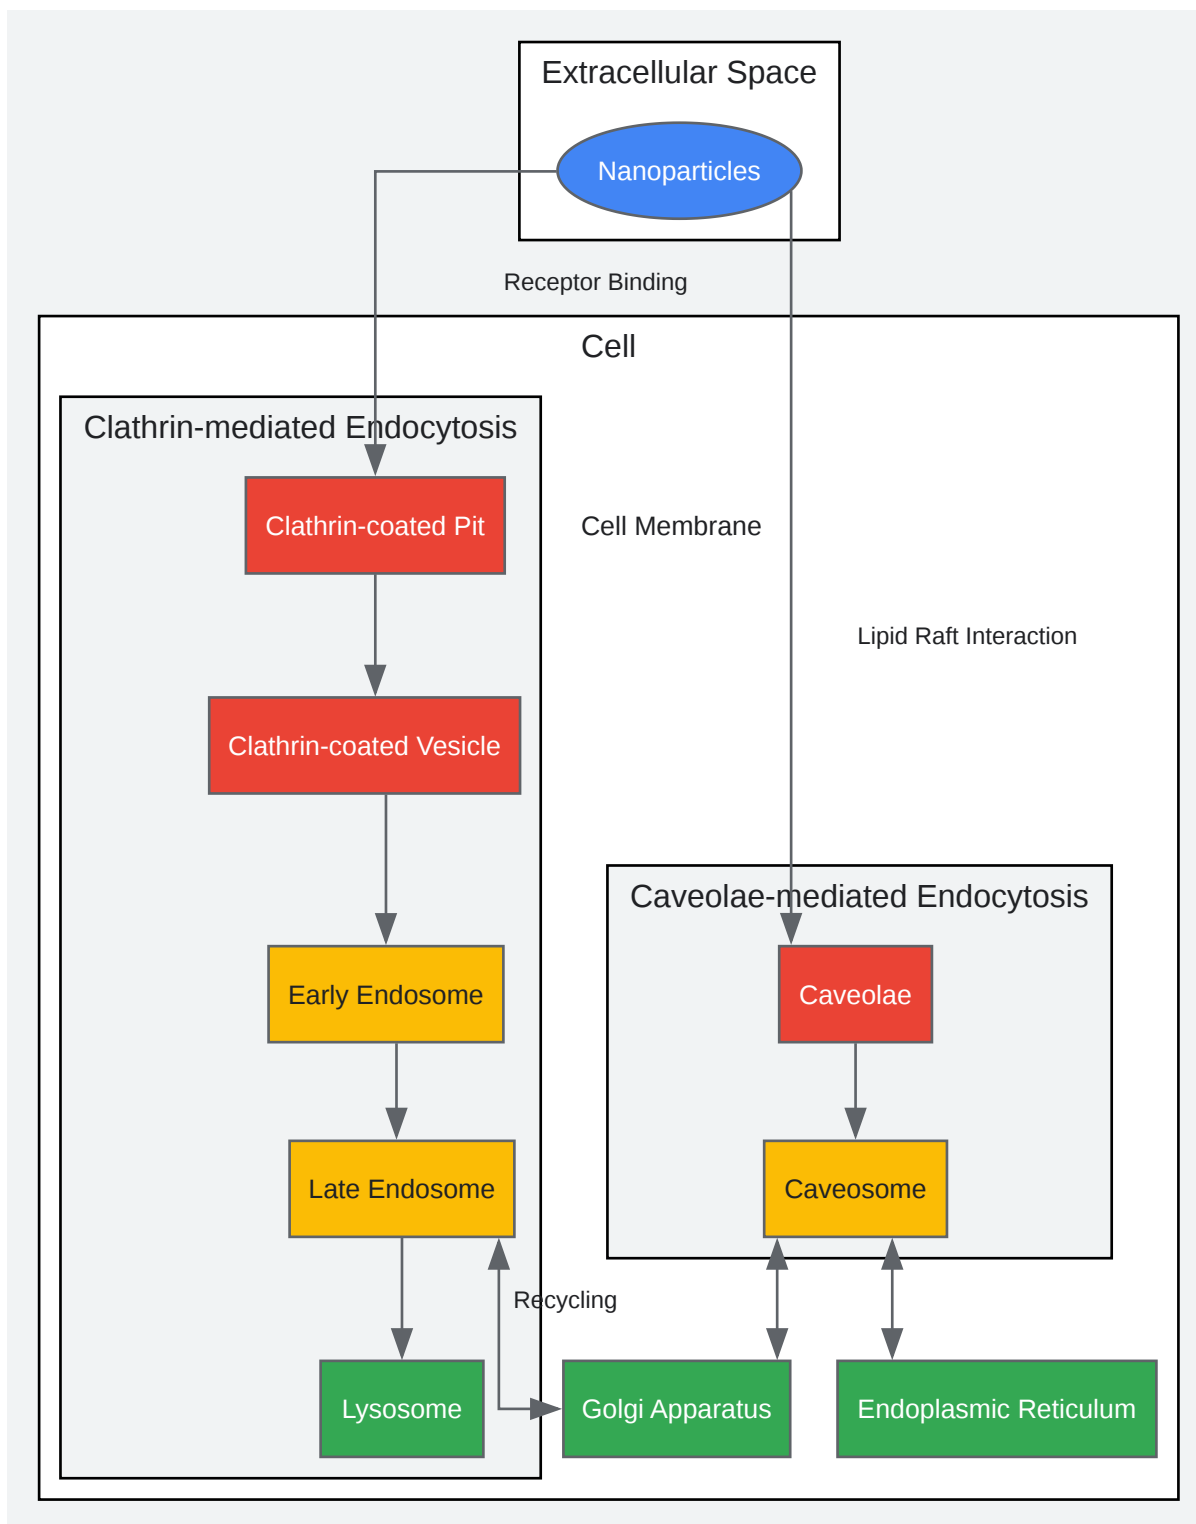 Extracellular Space
Nanoparticles
Receptor Binding
Cell
Clathrin-mediated Endocytosis
Clathrin-coated Pit
Cell Membrane
Lipid Raft Interaction
Clathrin-coated Vesicle
Caveolae-mediated Endocytosis
Early Endosome
Caveolae
Late Endosome
Caveosome
Recycling
Lysosome
Golgi Apparatus
Endoplasmic Reticulum